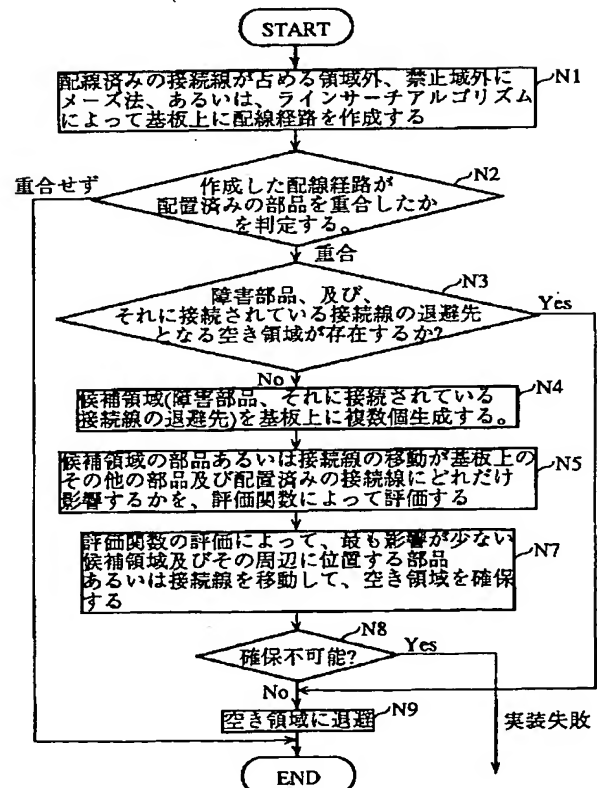 START
N1
配線済みの接続線が占める領域外、禁止域外に
メーズ法、あるいは、ラインサーチアルゴリズム
によって基板上に配線経路を作成する
N2
重合せず
作成した配線経路が
配置済みの部品を重合したか
を判定する。
重合
N3
障害部品、及び、
それに接続されている接続線の退避先
となる空き領域が存在するか?
Yes
No
N4
候補領域(障害部品、それに接続されている
接続線の退避先)を基板上に複数個生成する。
候補領域の部品あるいは接続線の移動が基板上の
その他の部品及び配置済みの接続線にどれだけ
影響するかを、評価関数によって評価する
N5
評価関数の評価によって、最も影響が少ない
候補領域及びその周辺に位置する部品
あるいは接続線を移動して、空き領域を確保
する
N7
N8
確保不可能?
Yes
No
空き領域に退避
N9
実装失敗
END